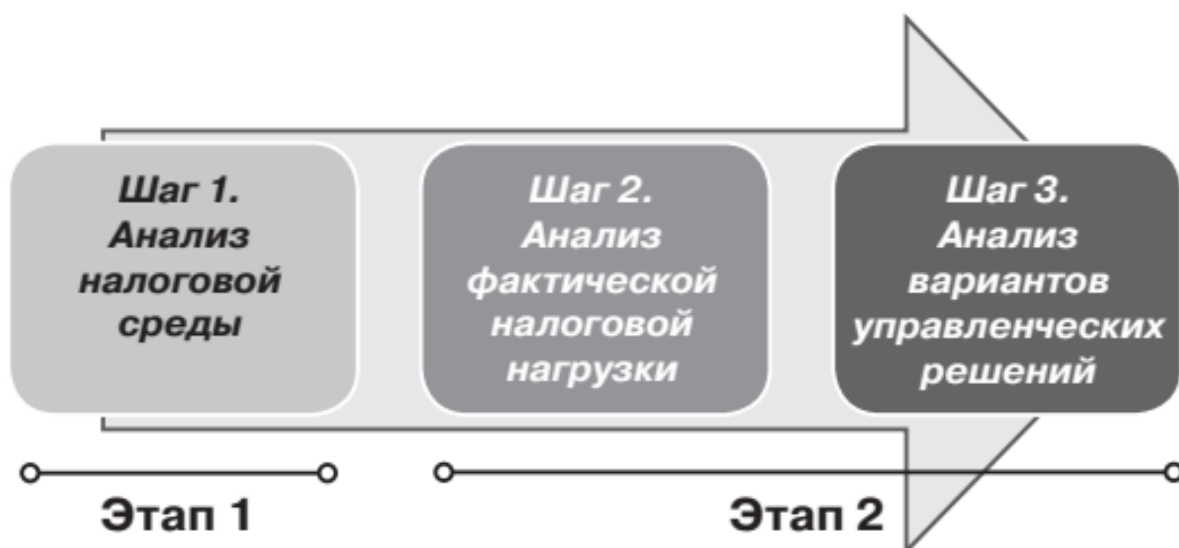 Шаг 1.
Анализ
налоговой
среды
Шаг 2.
Анализ
фактической
налоговой
нагрузки
Шаг 3.
Анализ
вариантов
управленческих
решений
Этап 1
Этап 2